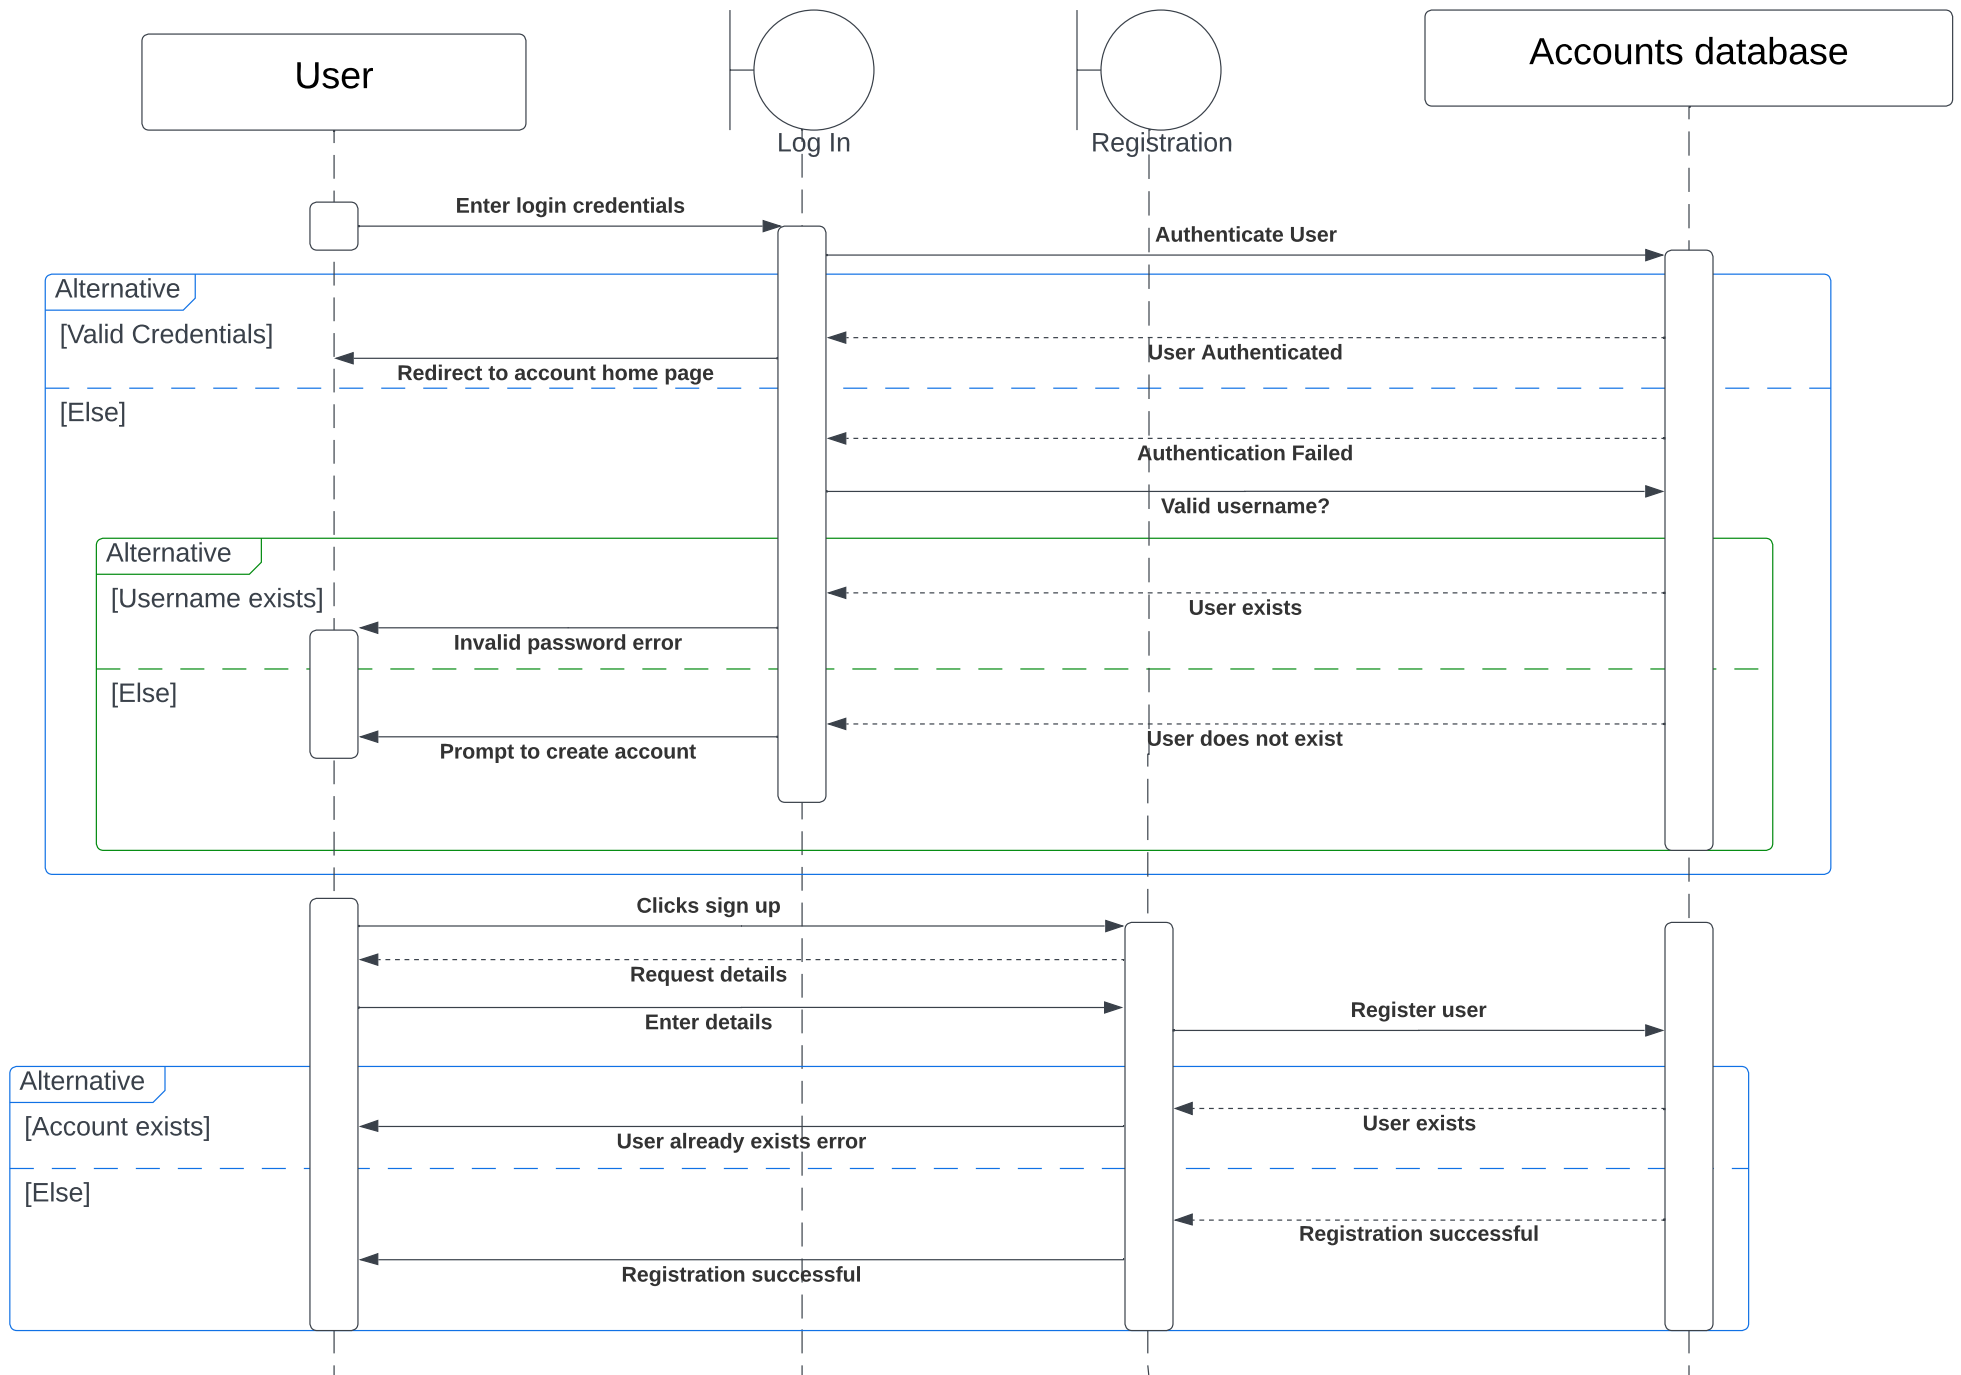 User
Log In
Registration
Accounts database
Enter login credentials
Authenticate User
Alternative
[Valid Credentials]
User Authenticated
Redirect to account home page
[Else]
Authentication Failed
Valid username?
Alternative
[Username exists]
User exists
Invalid password error
[Else]
User does not exist
Prompt to create account
Clicks sign up
Request details
Enter details
Register user
Alternative
[Account exists]
User exists
User already exists error
[Else]
Registration successful
Registration successful